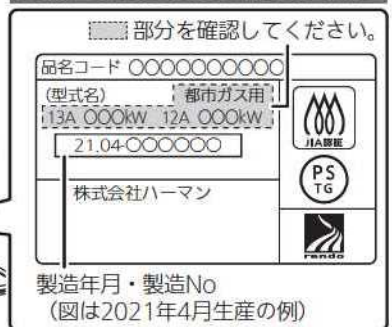 部分を確認してください。
品名コード 〇〇〇〇〇〇〇〇〇〇
(型式名) 都市ガス用
13A 〇〇〇kW 12A 〇〇〇kW
21.04-〇〇〇〇〇〇
株式会社ハーマン
JIA認証
PS
TG
rando
製造年月・製造No
(図は2021年4月生産の例)